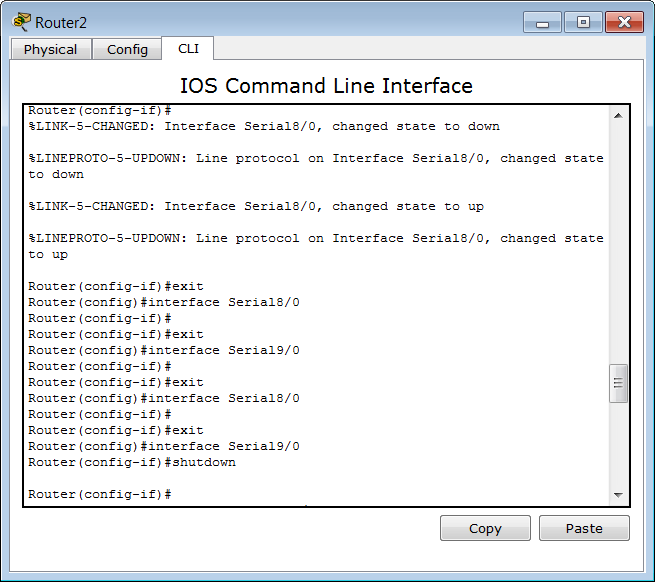 Router2
Physical Config CLI
IOS Command Line Interface
Router(config-if)#
%LINK-5-CHANGED: Interface Serial8/0, changed state to down
%LINEPROTO-5-UPDOWN: Line protocol on Interface Serial8/0, changed state
to down
%LINK-5-CHANGED: Interface Serial8/0, changed state to up
%LINEPROTO-5-UPDOWN: Line protocol on Interface Serial8/0, changed state
to up
Router(config-if)#exit
Router(config)#interface Serial8/0
Router(config-if)#
Router(config-if)#exit
Router(config)#interface Serial9/0
Router(config-if)#
Router(config-if)#exit
Router(config)#interface Serial8/0
Router(config-if)#
Router(config-if)#exit
Router(config)#interface Serial9/0
Router(config-if)#shutdown
Router(config-if)#
Copy Paste